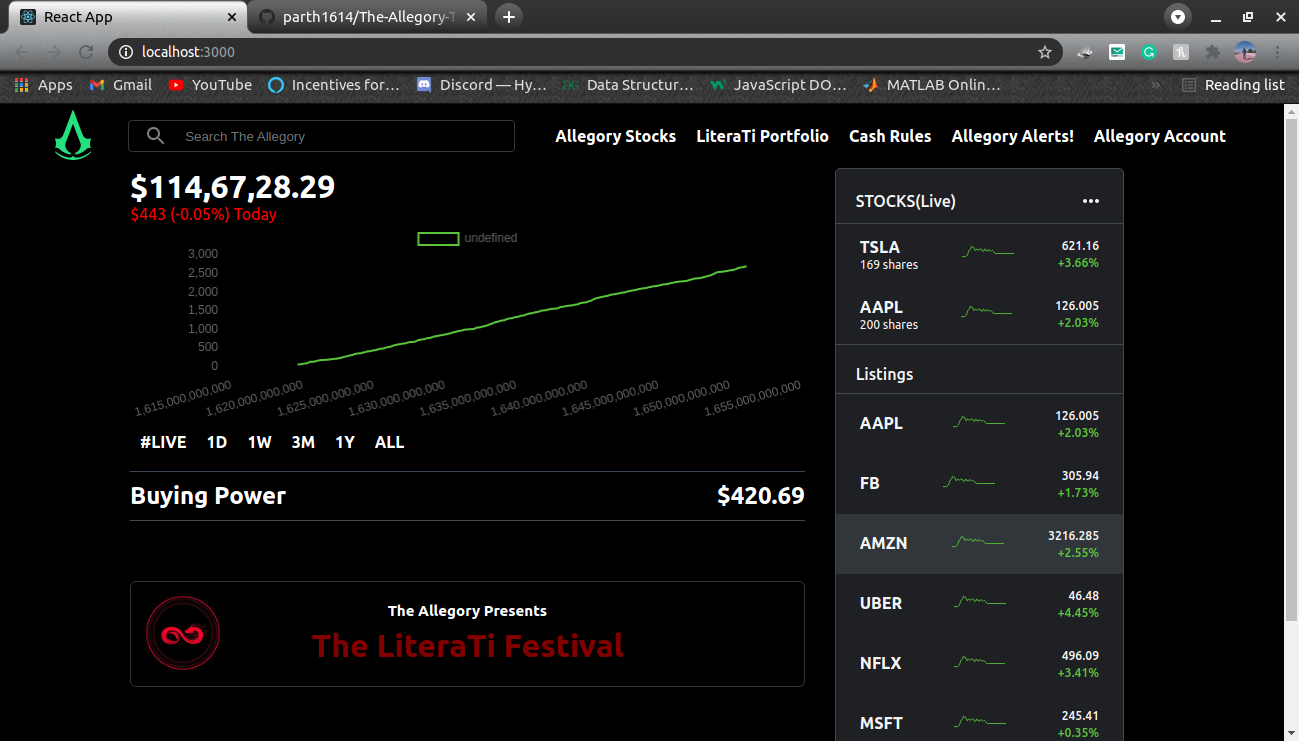 React App
parth1614/The-Allegory-T
localhost:3000
Apps Gmail YouTube Incentives for… Discord — Hy… Data Structur… JavaScript DO… MATLAB Onlin… » Reading list
Search The Allegory
Allegory Stocks LiteraTi Portfolio Cash Rules Allegory Alerts! Allegory Account
$114,67,28.29
$443 (-0.05%) Today
undefined
3,000
2,500
2,000
1,500
1,000
500
0
1,615,000,000,000 1,620,000,000,000 1,625,000,000,000 1,630,000,000,000 1,635,000,000,000 1,640,000,000,000 1,645,000,000,000 1,650,000,000,000 1,655,000,000,000
#LIVE 1D 1W 3M 1Y ALL
Buying Power $420.69
The Allegory Presents
The LiteraTi Festival
STOCKS(Live)
TSLA 621.16
169 shares +3.66%
AAPL 126.005
200 shares +2.03%
Listings
AAPL 126.005
+2.03%
FB 305.94
+1.73%
AMZN 3216.285
+2.55%
UBER 46.48
+4.45%
NFLX 496.09
+3.41%
MSFT 245.41
+0.35%